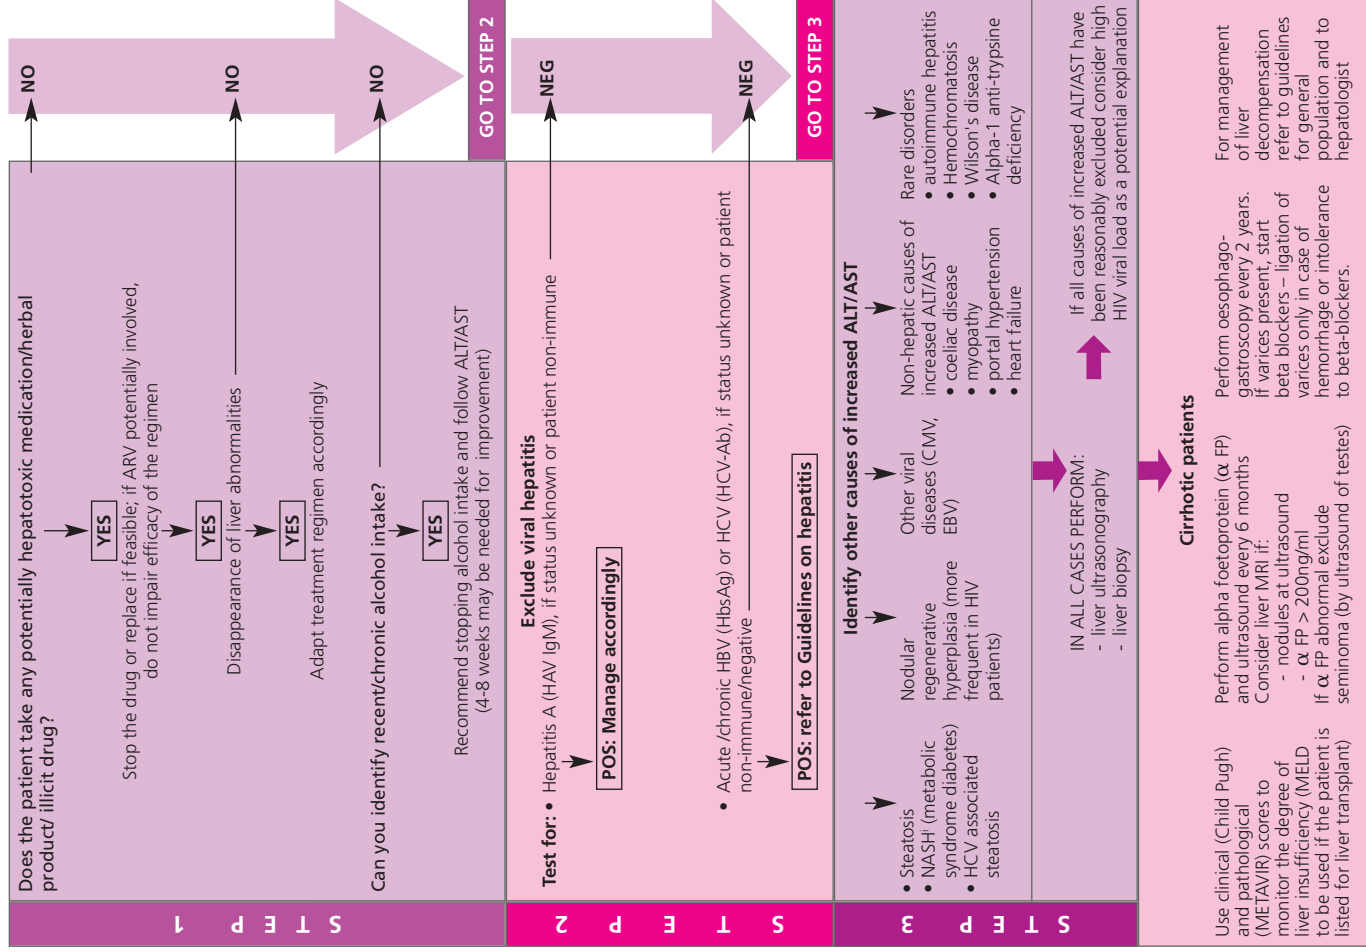 STEP 1
Does the patient take any potentially hepatotoxic medication/herbal
product/ illicit drug?
NO
YES
Stop the drug or replace if feasible; if ARV potentially involved,
do not impair efficacy of the regimen
YES
Disappearance of liver abnormalities
NO
YES
Adapt treatment regimen accordingly
Can you identify recent/chronic alcohol intake?
NO
YES
Recommend stopping alcohol intake and follow ALT/AST
(4-8 weeks may be needed for improvement)
GO TO STEP 2
STEP 2
Exclude viral hepatitis
Test for: • Hepatitis A (HAV IgM), if status unknown or patient non-immune
NEG
POS: Manage accordingly
• Acute /chronic HBV (HbsAg) or HCV (HCV-Ab), if status unknown or patient
non-immune/negative
NEG
POS: refer to Guidelines on hepatitis
GO TO STEP 3
STEP 3
Identify other causes of increased ALT/AST
• Steatosis
• NASHⁱ (metabolic
syndrome diabetes)
• HCV associated
steatosis
Nodular
regenerative
hyperplasia (more
frequent in HIV
patients)
Other viral
diseases (CMV,
EBV)
Non-hepatic causes of
increased ALT/AST
• coeliac disease
• myopathy
• portal hypertension
• heart failure
Rare disorders
• autoimmune hepatitis
• Hemochromatosis
• Wilson's disease
• Alpha-1 anti-trypsine
deficiency
IN ALL CASES PERFORM:
- liver ultrasonography
- liver biopsy
If all causes of increased ALT/AST have
been reasonably excluded consider high
HIV viral load as a potential explanation
Cirrhotic patients
Use clinical (Child Pugh)
and pathological
(METAVIR) scores to
monitor the degree of
liver insufficiency (MELD
to be used if the patient is
listed for liver transplant)
Perform alpha foetoprotein (α FP)
and ultrasound every 6 months
Consider liver MRI if:
- nodules at ultrasound
- α FP > 200ng/ml
If α FP abnormal exclude
seminoma (by ultrasound of testes)
Perform oesophago-
gastroscopy every 2 years.
If varices present, start
beta blockers – ligation of
varices only in case of
hemorrhage or intolerance
to beta-blockers.
For management
of liver
decompensation
refer to guidelines
for general
population and to
hepatologist